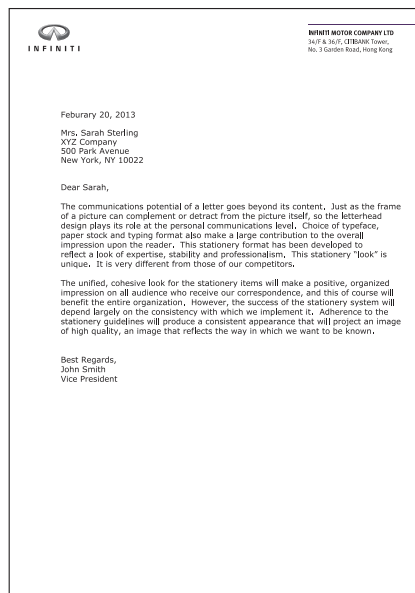 INFINITI
INFINITI MOTOR COMPANY LTD
34/F & 36/F, CITIBANK Tower,
No. 3 Garden Road, Hong Kong
Feburary 20, 2013
Mrs. Sarah Sterling
XYZ Company
500 Park Avenue
New York, NY 10022
Dear Sarah,
The communications potential of a letter goes beyond its content. Just as the frame
of a picture can complement or detract from the picture itself, so the letterhead
design plays its role at the personal communications level. Choice of typeface,
paper stock and typing format also make a large contribution to the overall
impression upon the reader. This stationery format has been developed to
reflect a look of expertise, stability and professionalism. This stationery "look" is
unique. It is very different from those of our competitors.
The unified, cohesive look for the stationery items will make a positive, organized
impression on all audience who receive our correspondence, and this of course will
benefit the entire organization. However, the success of the stationery system will
depend largely on the consistency with which we implement it. Adherence to the
stationery guidelines will produce a consistent appearance that will project an image
of high quality, an image that reflects the way in which we want to be known.
Best Regards,
John Smith
Vice President